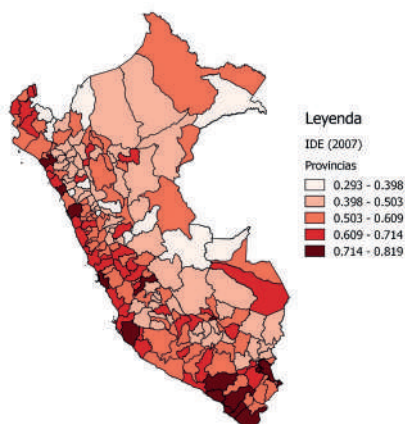 Leyenda
IDE (2007)
Provincias
0.293 - 0.398
0.398 - 0.503
0.503 - 0.609
0.609 - 0.714
0.714 - 0.819